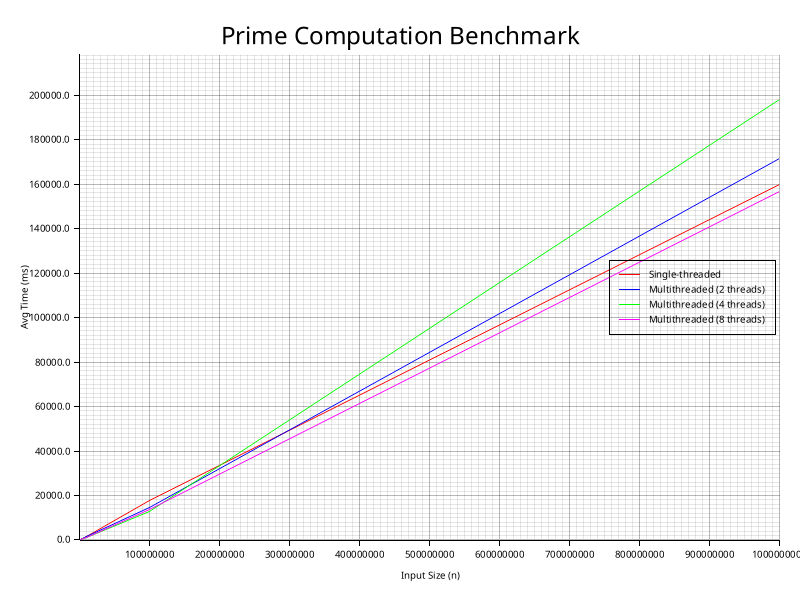 Prime Computation Benchmark
200000.0
180000.0
160000.0
140000.0
120000.0
100000.0
80000.0
60000.0
40000.0
20000.0
0.0
Avg Time (ms)
Single-threaded
Multithreaded (2 threads)
Multithreaded (4 threads)
Multithreaded (8 threads)
100000000 200000000 300000000 400000000 500000000 600000000 700000000 800000000 900000000 100000000
Input Size (n)